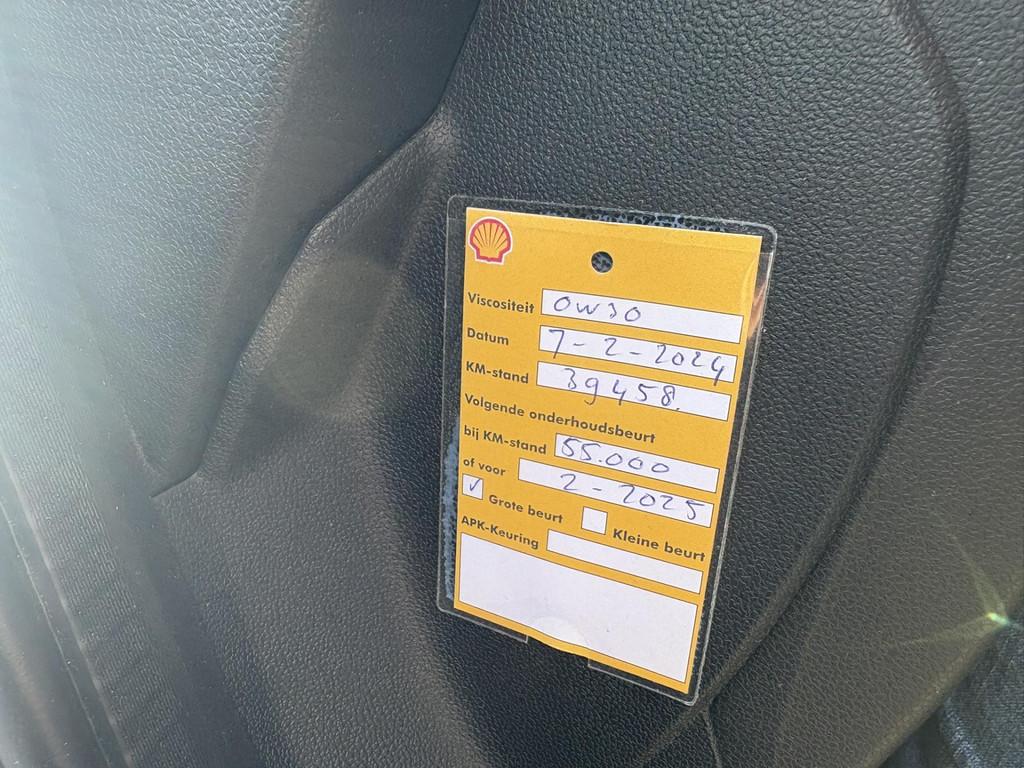 Viscositeit 0W30
Datum 7-2-2024
KM-stand 39458.
Volgende onderhoudsbeurt
bij KM-stand 55.000
of voor 2-2025
✓ Grote beurt Kleine beurt
APK-Keuring